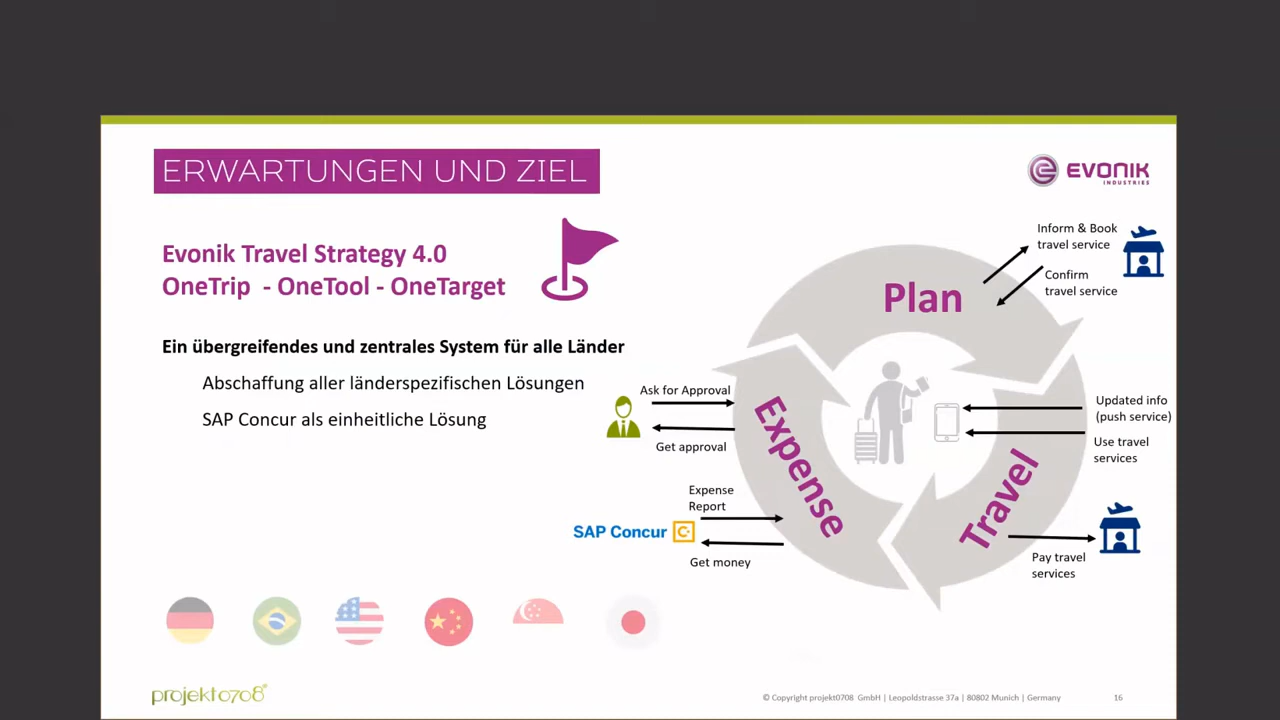 ERWARTUNGEN UND ZIEL
EVONIK
INDUSTRIES
Evonik Travel Strategy 4.0
OneTrip - OneTool - OneTarget
Ein übergreifendes und zentrales System für alle Länder
Abschaffung aller länderspezifischen Lösungen
SAP Concur als einheitliche Lösung
Plan
Inform & Book
travel service
Confirm
travel service
Travel
Updated info
(push service)
Use travel
services
Pay travel
services
Expense
Ask for Approval
Get approval
Expense
Report
SAP Concur C
Get money
projekt0708®
© Copyright projekt0708 GmbH | Leopoldstrasse 37a | 80802 Munich | Germany
16